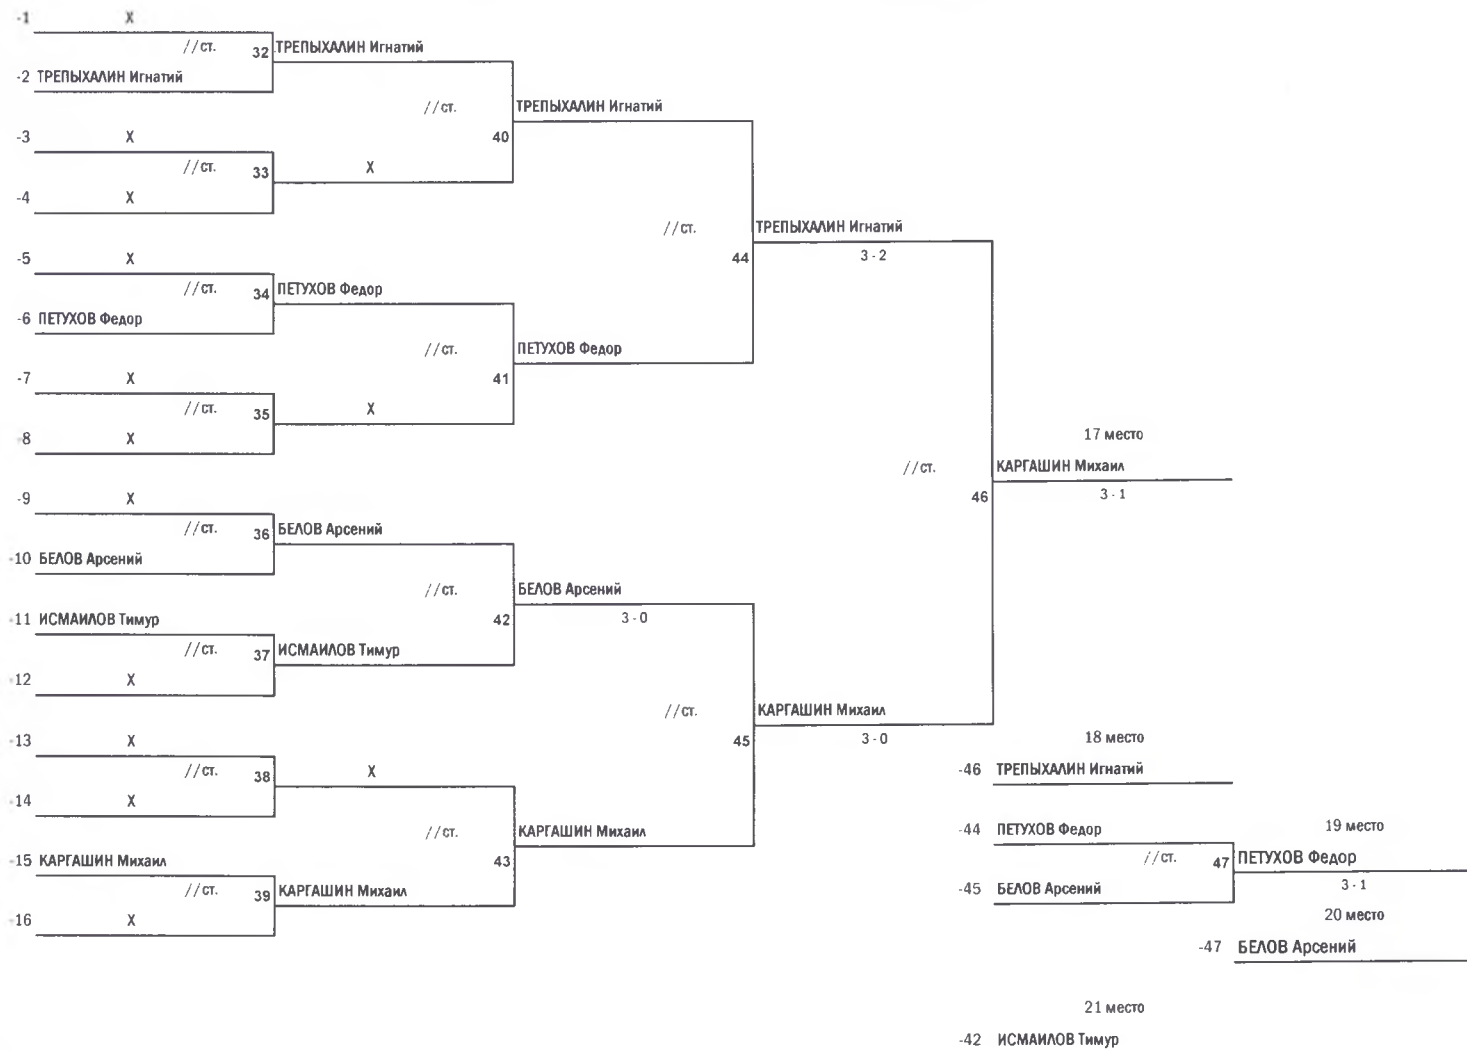 -1 X
//ст. 32 ТРЕПЫХАЛИН Игнатий
-2 ТРЕПЫХАЛИН Игнатий
//ст. 40 ТРЕПЫХАЛИН Игнатий
-3 X
//ст. 33 X
-4 X
//ст. 44 ТРЕПЫХАЛИН Игнатий
3 - 2
-5 X
//ст. 34 ПЕТУХОВ Федор
-6 ПЕТУХОВ Федор
//ст. 41 ПЕТУХОВ Федор
-7 X
//ст. 35 X
-8 X
17 место
//ст. 46 КАРГАШИН Михаил
3 - 1
-9 X
//ст. 36 БЕЛОВ Арсений
-10 БЕЛОВ Арсений
//ст. 42 БЕЛОВ Арсений
3 - 0
-11 ИСМАИЛОВ Тимур
//ст. 37 ИСМАИЛОВ Тимур
-12 X
//ст. 45 КАРГАШИН Михаил
3 - 0
-13 X
//ст. 38 X
-14 X
//ст. 43 КАРГАШИН Михаил
-15 КАРГАШИН Михаил
//ст. 39 КАРГАШИН Михаил
-16 X
18 место
-46 ТРЕПЫХАЛИН Игнатий
-44 ПЕТУХОВ Федор
19 место
//ст. 47 ПЕТУХОВ Федор
3 - 1
-45 БЕЛОВ Арсений
20 место
-47 БЕЛОВ Арсений
21 место
-42 ИСМАИЛОВ Тимур